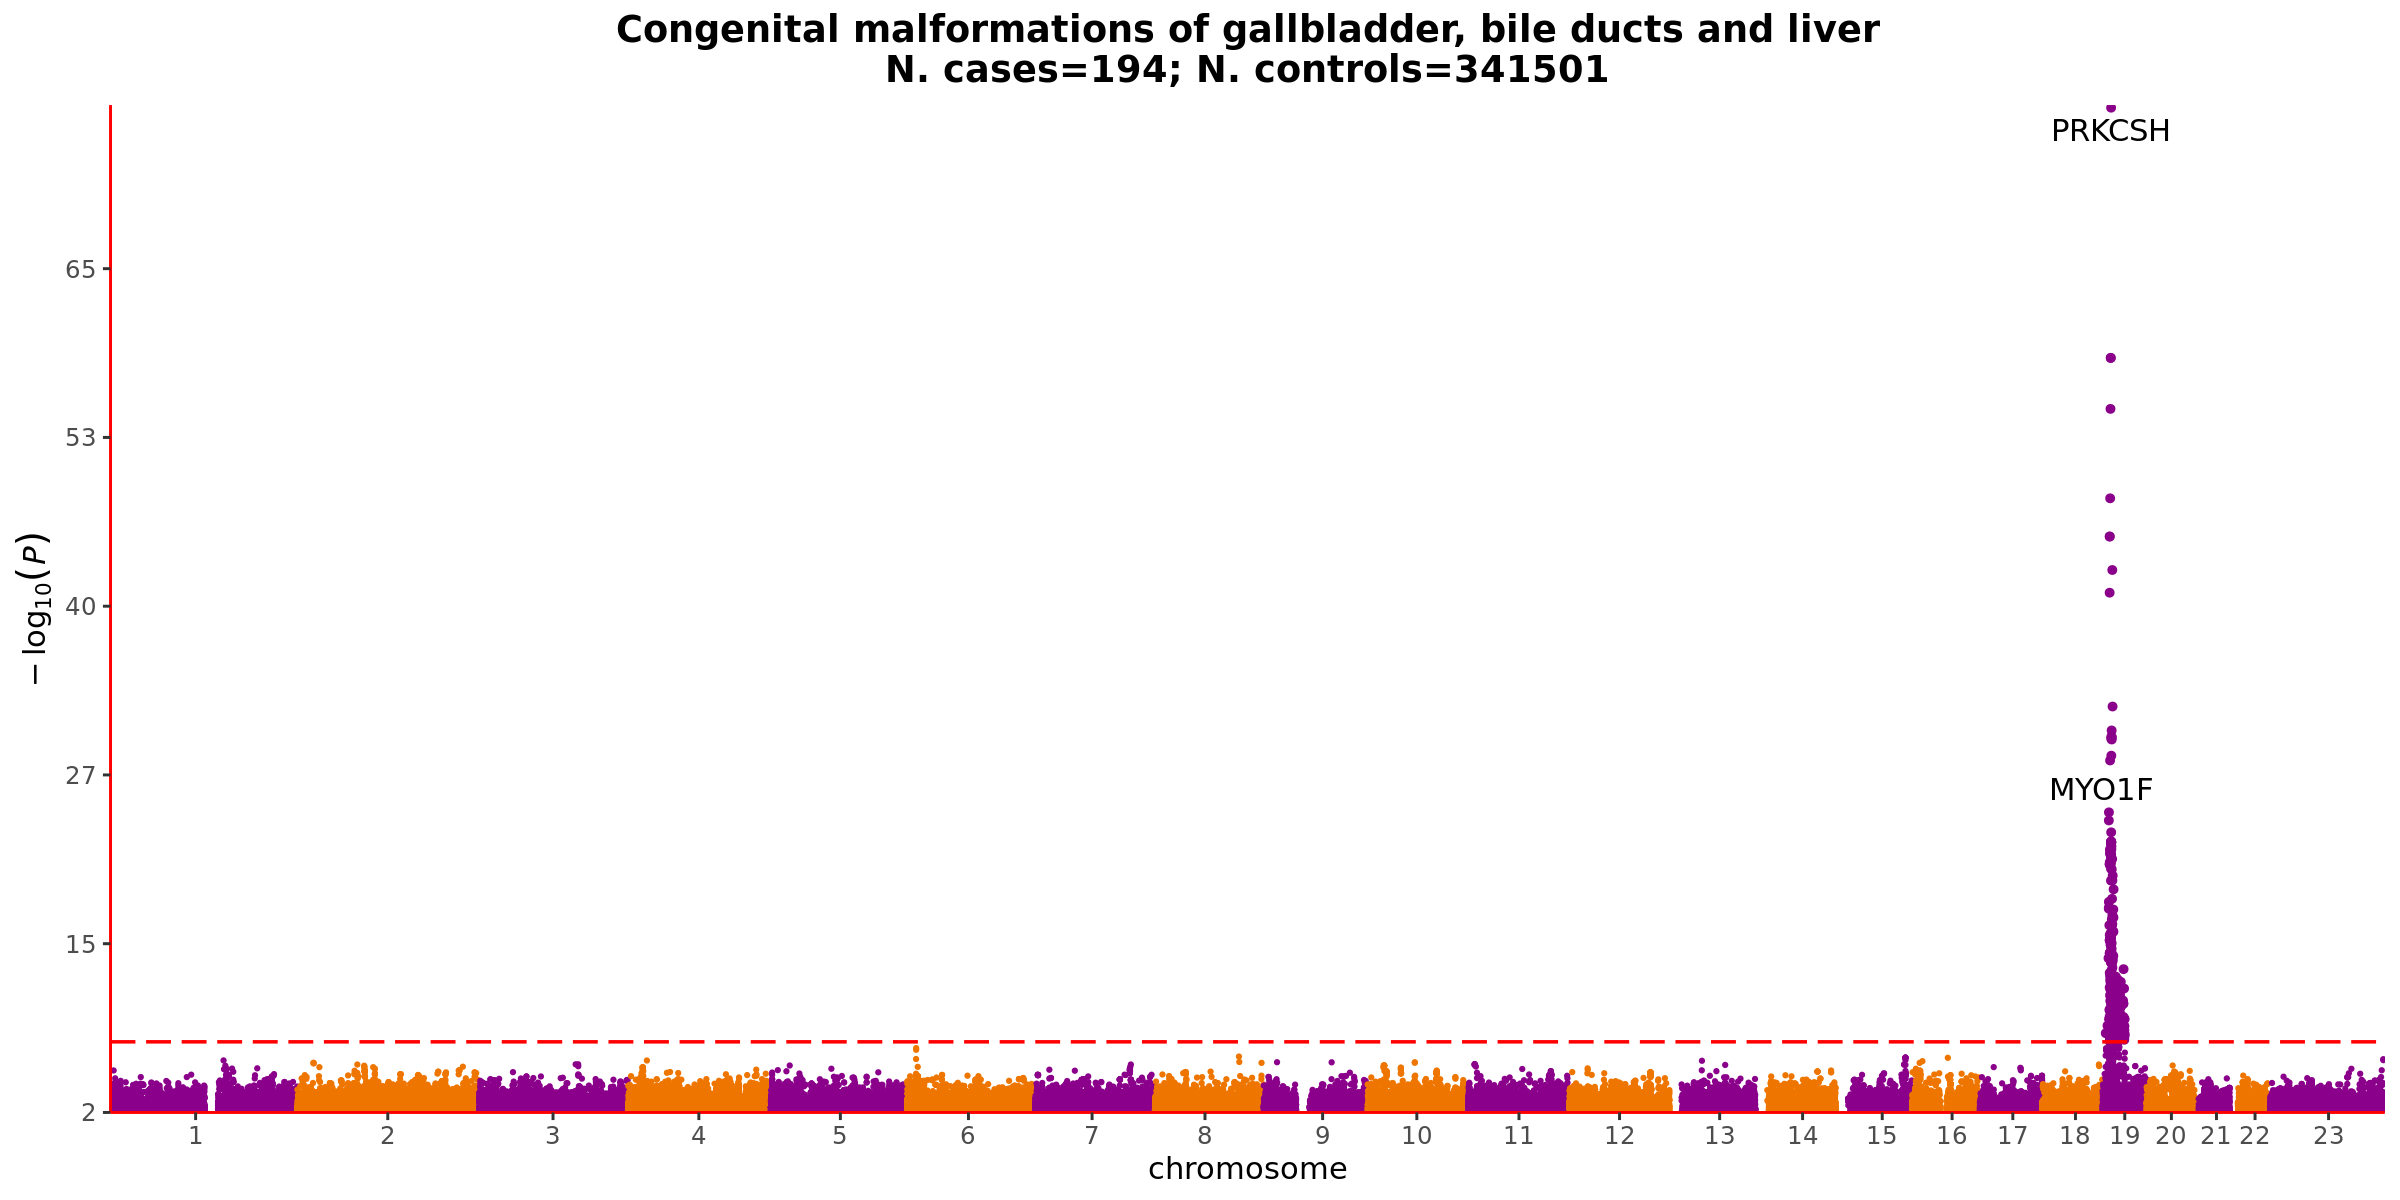 Congenital malformations of gallbladder, bile ducts and liver
N. cases=194; N. controls=341501
PRKCSH
65
53
40
27
MYO1F
15
2
−log10(P)
1 2 3 4 5 6 7 8 9 10 11 12 13 14 15 16 17 18 19 20 21 22 23
chromosome